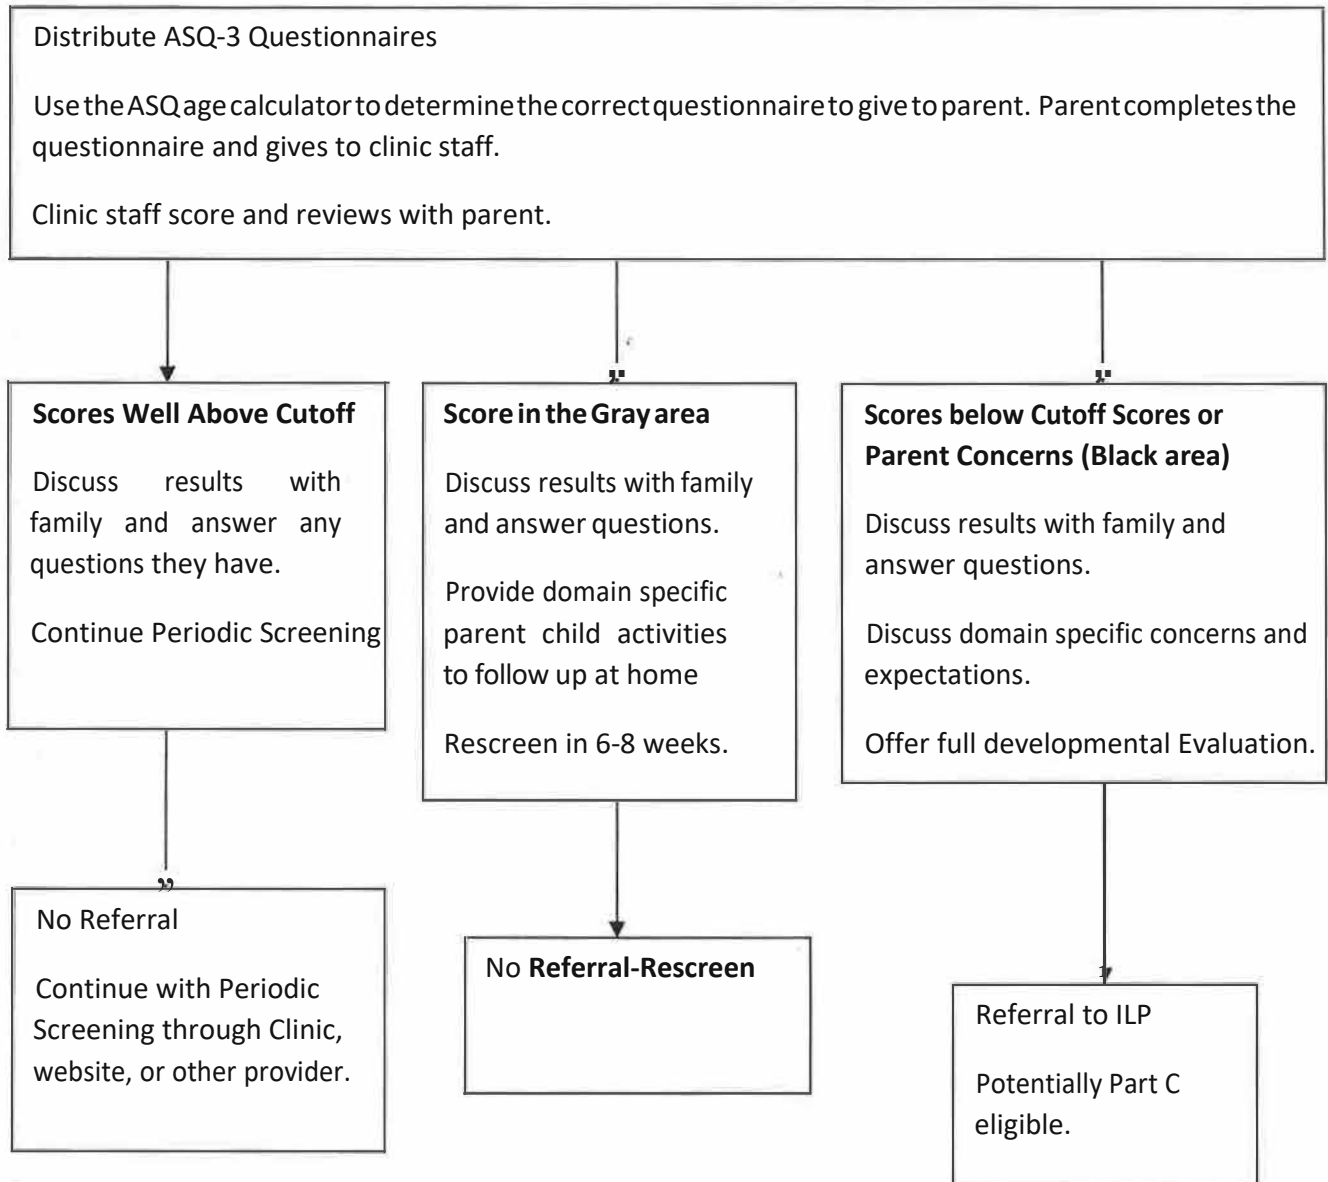 Distribute ASQ-3 Questionnaires
Use the ASQ age calculator to determine the correct questionnaire to give to parent. Parent completes the
questionnaire and gives to clinic staff.
Clinic staff score and reviews with parent.
Scores Well Above Cutoff
Discuss results with
family and answer any
questions they have.
Continue Periodic Screening
Score in the Gray area
Discuss results with family
and answer questions.
Provide domain specific
parent child activities
to follow up at home
Rescreen in 6-8 weeks.
Scores below Cutoff Scores or
Parent Concerns (Black area)
Discuss results with family and
answer questions.
Discuss domain specific concerns and
expectations.
Offer full developmental Evaluation.
No Referral
Continue with Periodic
Screening through Clinic,
website, or other provider.
No Referral-Rescreen
Referral to ILP
Potentially Part C
eligible.